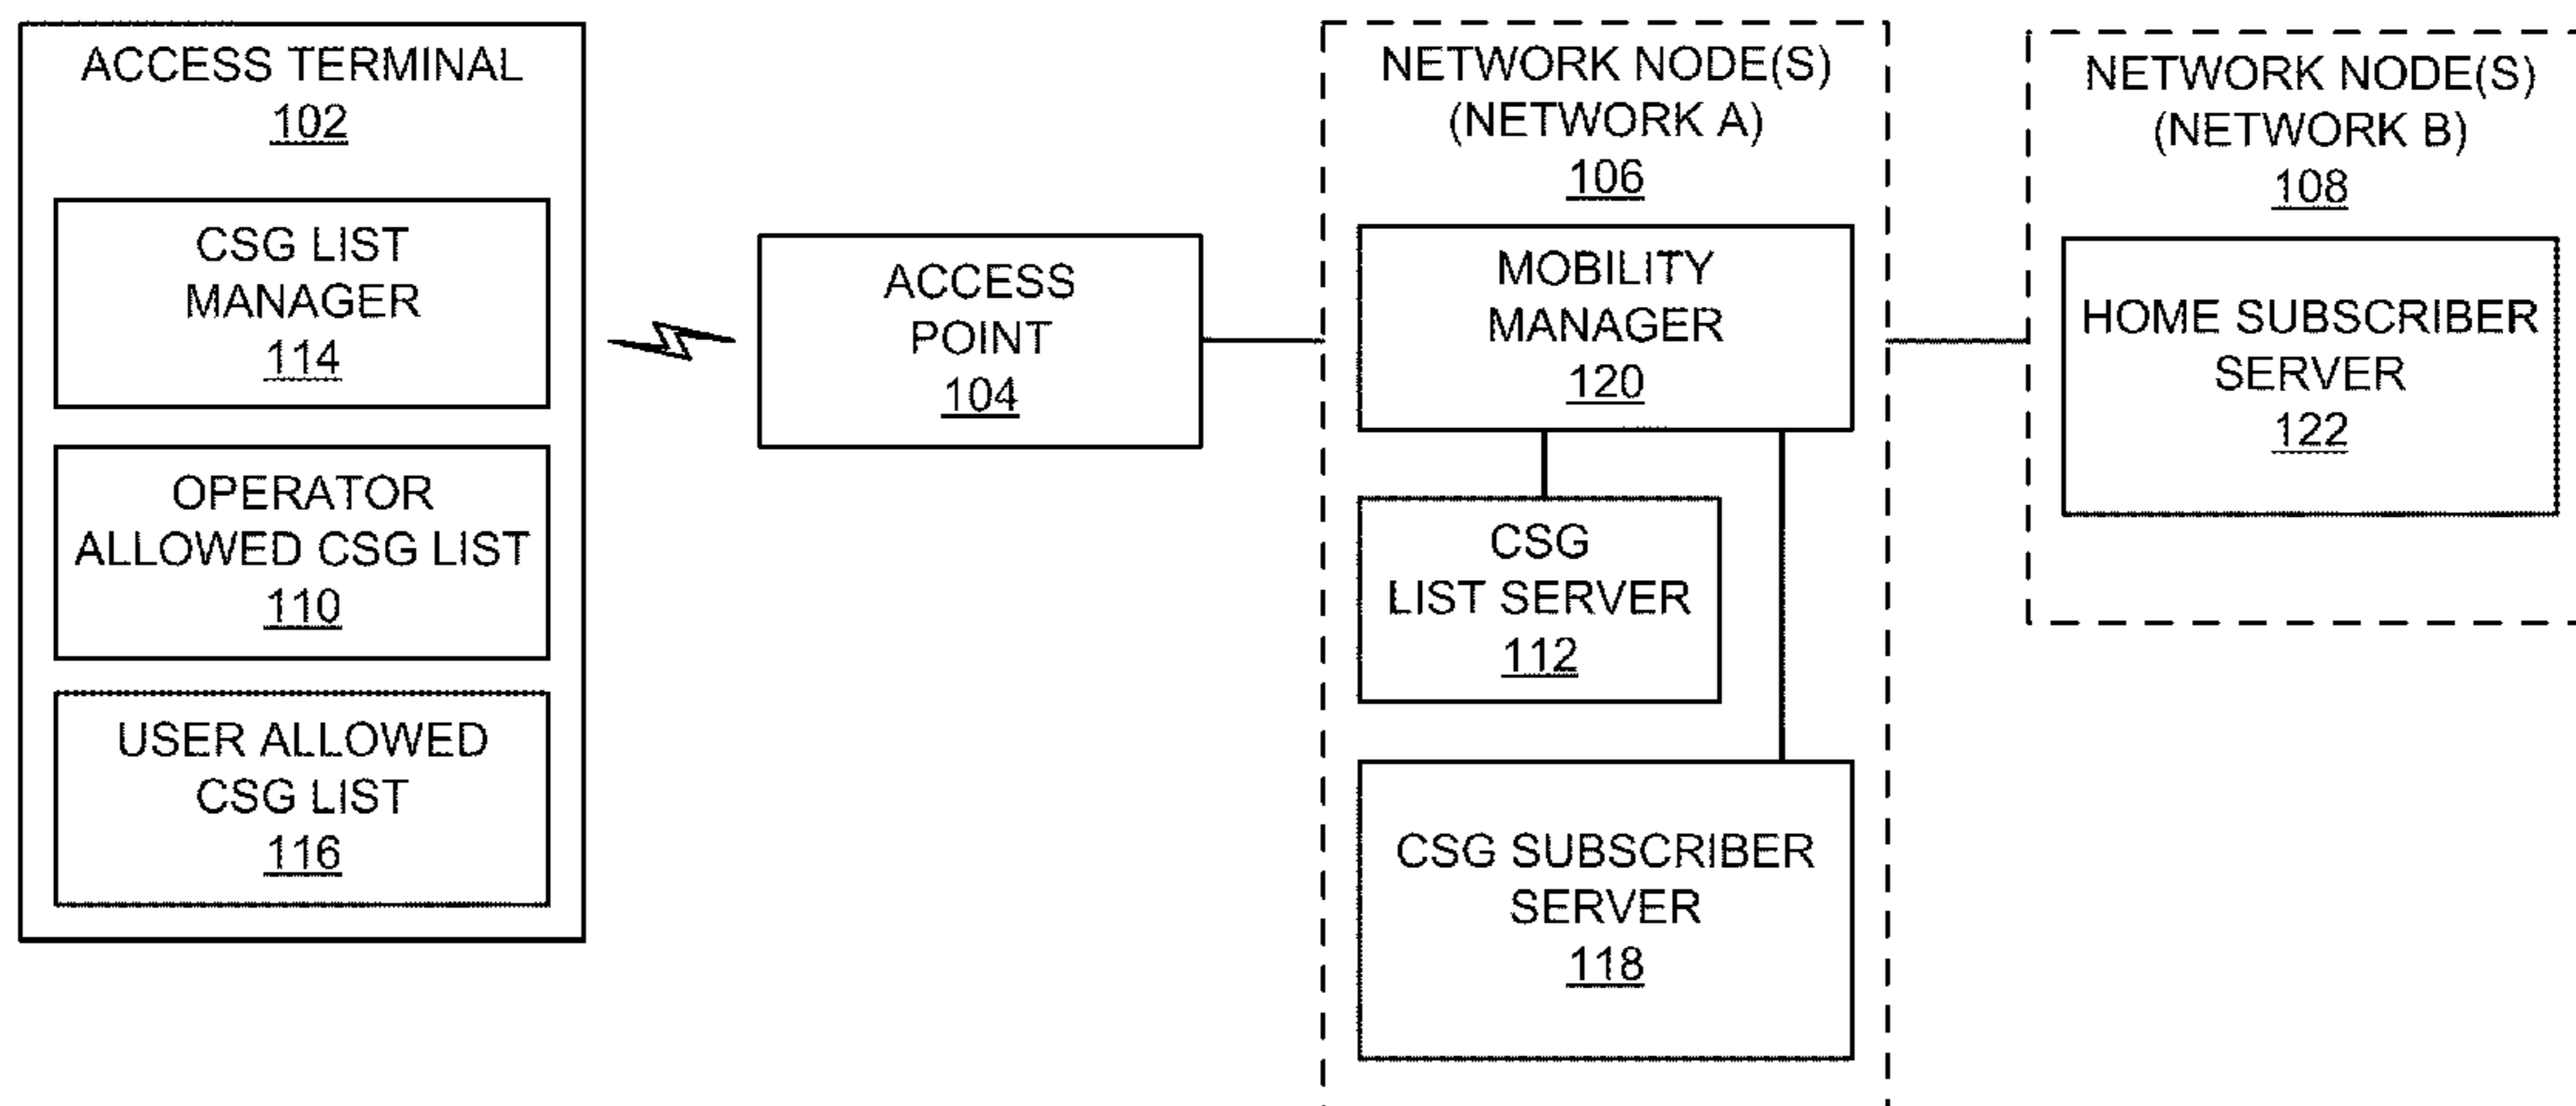 ACCESS TERMINAL
102
CSG LIST
MANAGER
114
OPERATOR
ALLOWED CSG LIST
110
USER ALLOWED
CSG LIST
116
ACCESS
POINT
104
NETWORK NODE(S)
(NETWORK A)
106
MOBILITY
MANAGER
120
CSG
LIST SERVER
112
CSG SUBSCRIBER
SERVER
118
NETWORK NODE(S)
(NETWORK B)
108
HOME SUBSCRIBER
SERVER
122